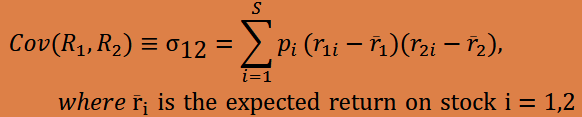 Cov(R₁, R₂) ≡ σ12 = ∑ᵢ₌₁ˢ pᵢ (r₁ᵢ − r̄₁)(r₂ᵢ − r̄₂),
where r̄ᵢ is the expected return on stock i = 1,2